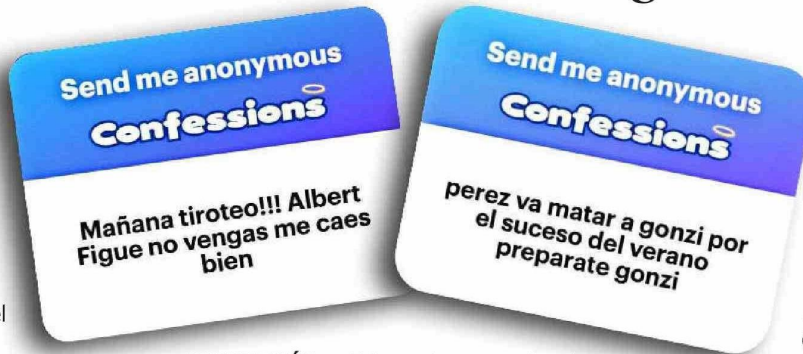 Send me anonymous
Confessions
Mañana tiroteo!!! Albert
Figue no vengas me caes
bien
Send me anonymous
Confessions
perez va matar a gonzi por
el suceso del verano
preparate gonzi